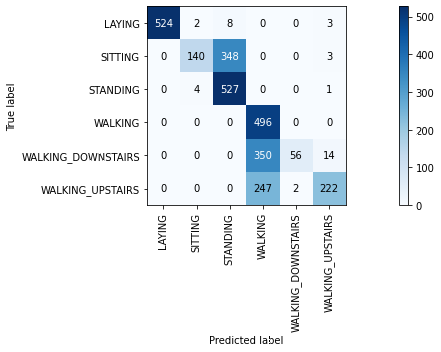 True label
LAYING 524 2 8 0 0 3
SITTING 0 140 348 0 0 3
STANDING 0 4 527 0 0 1
WALKING 0 0 0 496 0 0
WALKING_DOWNSTAIRS 0 0 0 350 56 14
WALKING_UPSTAIRS 0 0 0 247 2 222
LAYING
SITTING
STANDING
WALKING
WALKING_DOWNSTAIRS
WALKING_UPSTAIRS
Predicted label
500
400
300
200
100
0